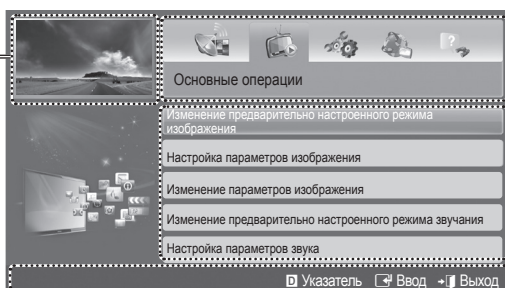 Основные операции
Изменение предварительно настроенного режима
изображения
Настройка параметров изображения
Изменение параметров изображения
Изменение предварительно настроенного режима звучания
Настройка параметров звука
D Указатель Ввод Выход